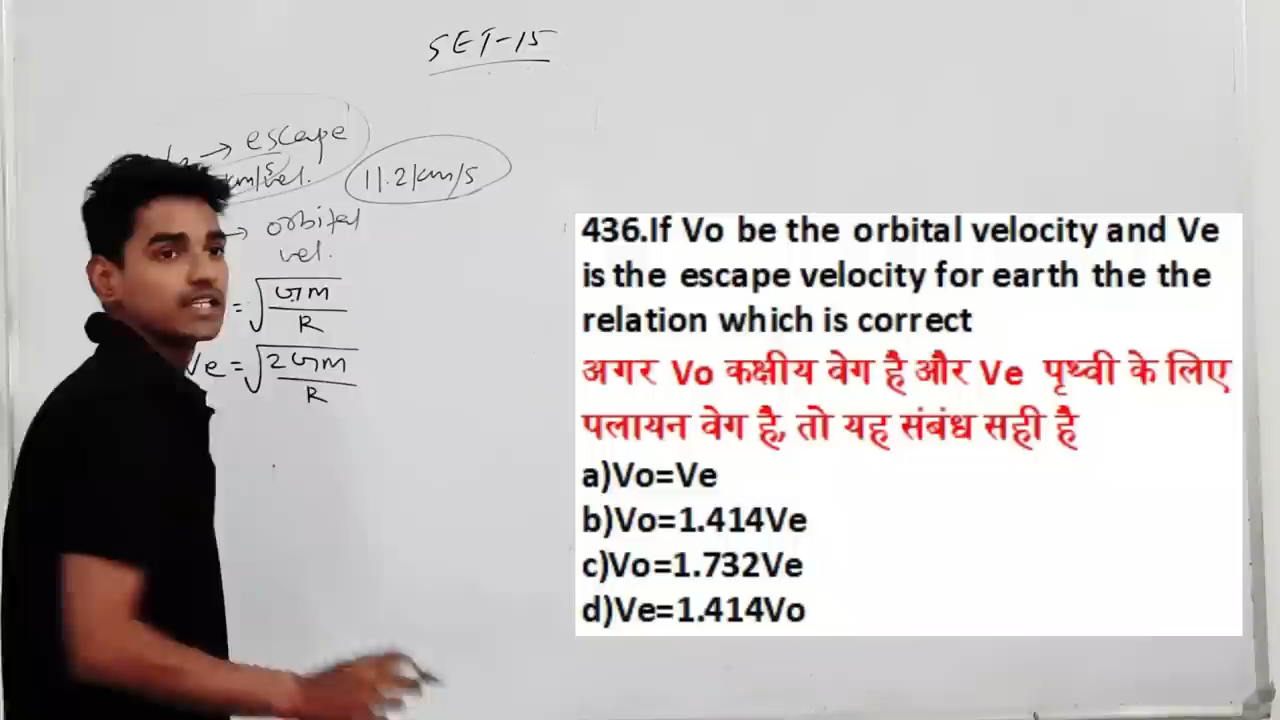 SET-15
→ escape
km/s vel.
11.2km/s
→ orbital
vel.
= √GM
R
Ve = √2GM
R
436.If Vo be the orbital velocity and Ve
is the escape velocity for earth the the
relation which is correct
अगर Vo कक्षीय वेग है और Ve पृथ्वी के लिए
पलायन वेग है, तो यह संबंध सही है
a)Vo=Ve
b)Vo=1.414Ve
c)Vo=1.732Ve
d)Ve=1.414Vo